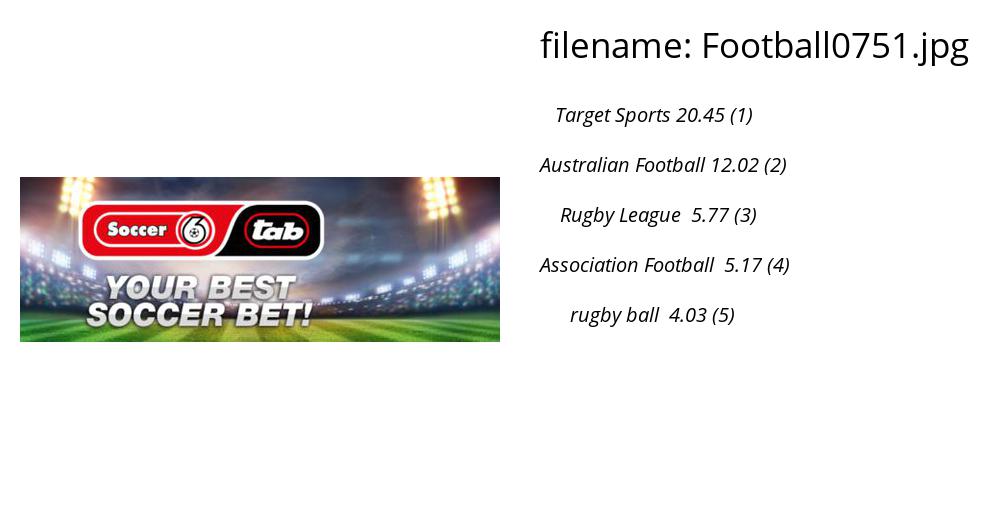 filename: Football0751.jpg
Target Sports 20.45 (1)
Australian Football 12.02 (2)
Rugby League 5.77 (3)
Association Football 5.17 (4)
rugby ball 4.03 (5)
Soccer 6 tab
YOUR BEST
SOCCER BET!